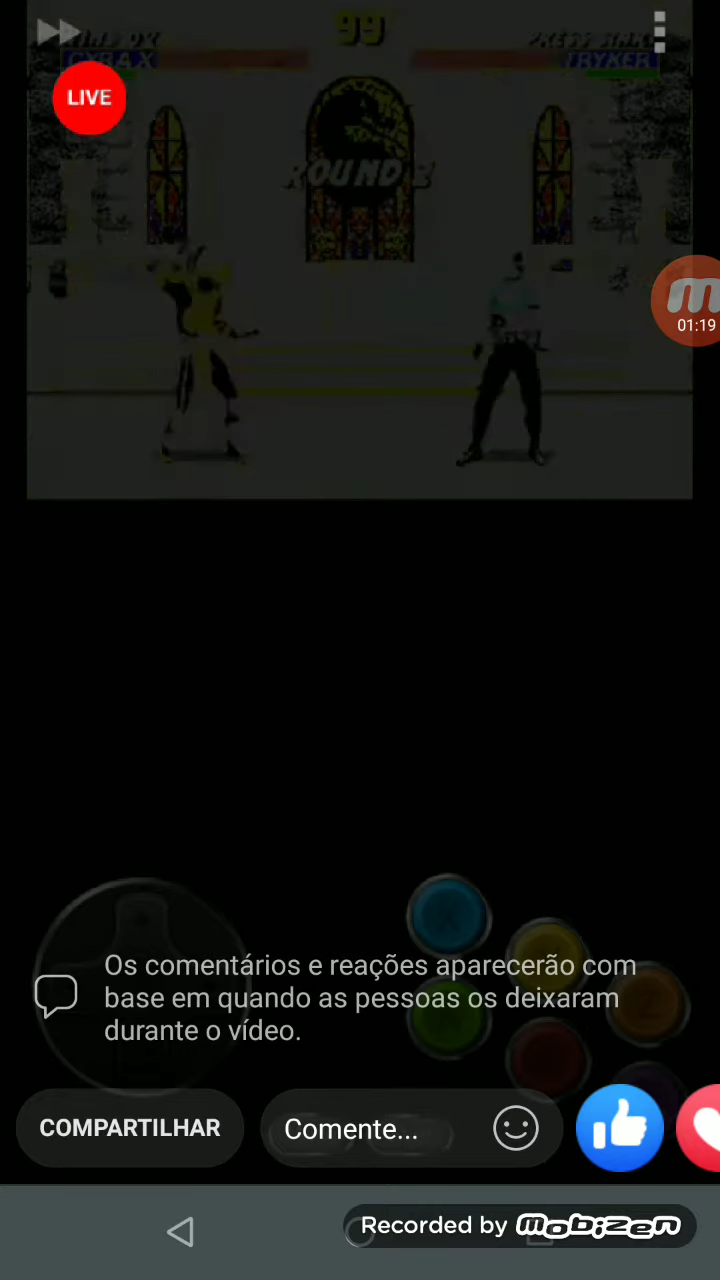 99
CYRAX
LIVE
ROUND 2
01:19
Os comentários e reações aparecerão com
base em quando as pessoas os deixaram
durante o vídeo.
COMPARTILHAR
Comente...
Recorded by mobizen